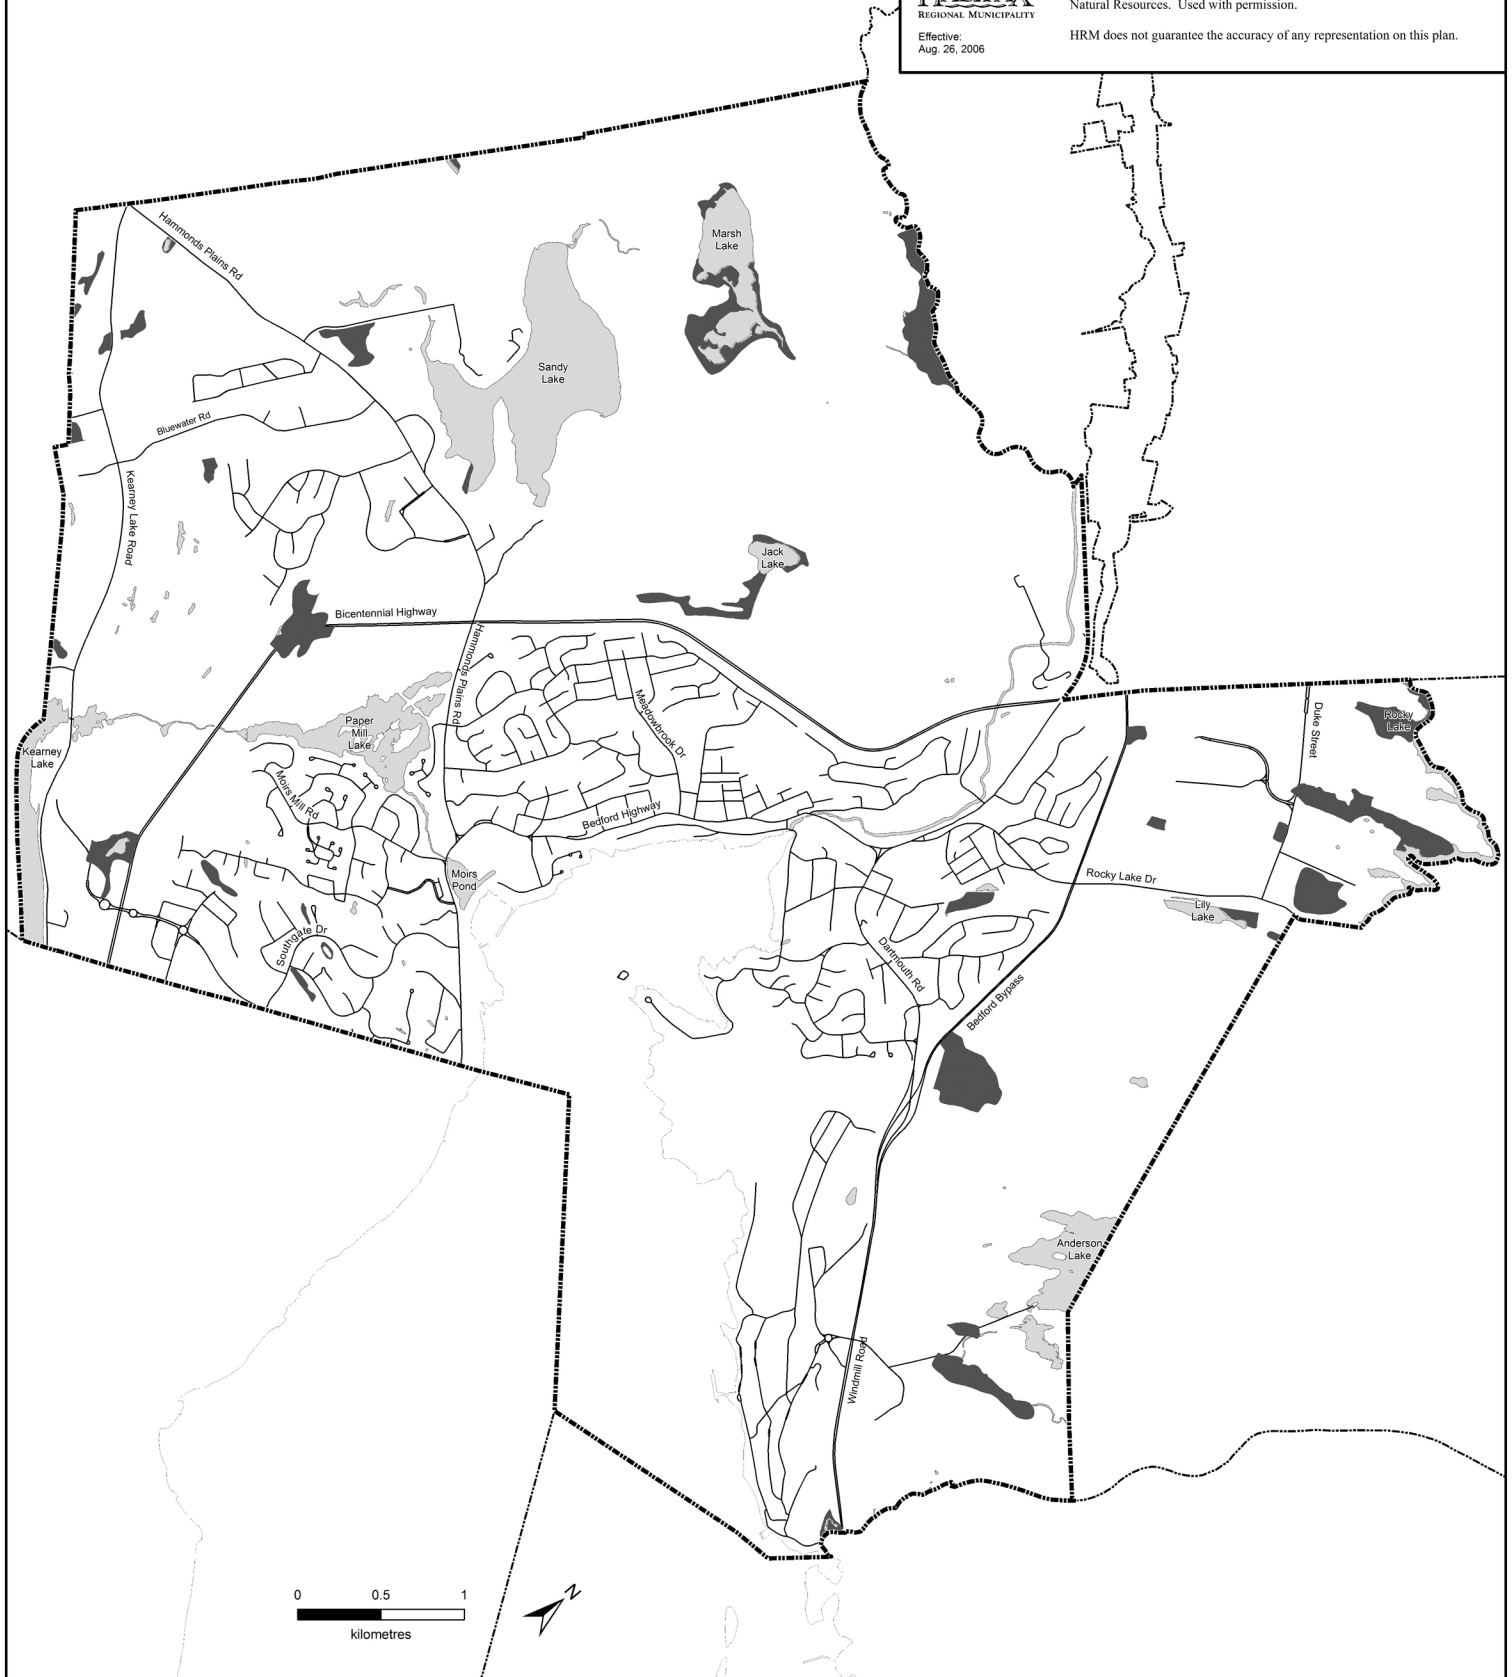 REGIONAL MUNICIPALITY
Effective:
Aug. 26, 2006
Natural Resources. Used with permission.
HRM does not guarantee the accuracy of any representation on this plan.
Hammonds Plains Rd
Marsh
Lake
Sandy
Lake
Bluewater Rd
Kearney Lake Road
Jack
Lake
Bicentennial Highway
Hammonds Plains Rd
Meadowbrook Dr
Duke Street
Rocky
Lake
Paper
Mill
Lake
Kearney
Lake
Moirs Mill Rd
Bedford Highway
Moirs
Pond
Rocky Lake Dr
Lily
Lake
Southgate Dr
Dartmouth Rd
Bedford Bypass
Anderson
Lake
Windmill Road
0 0.5 1
kilometres
N